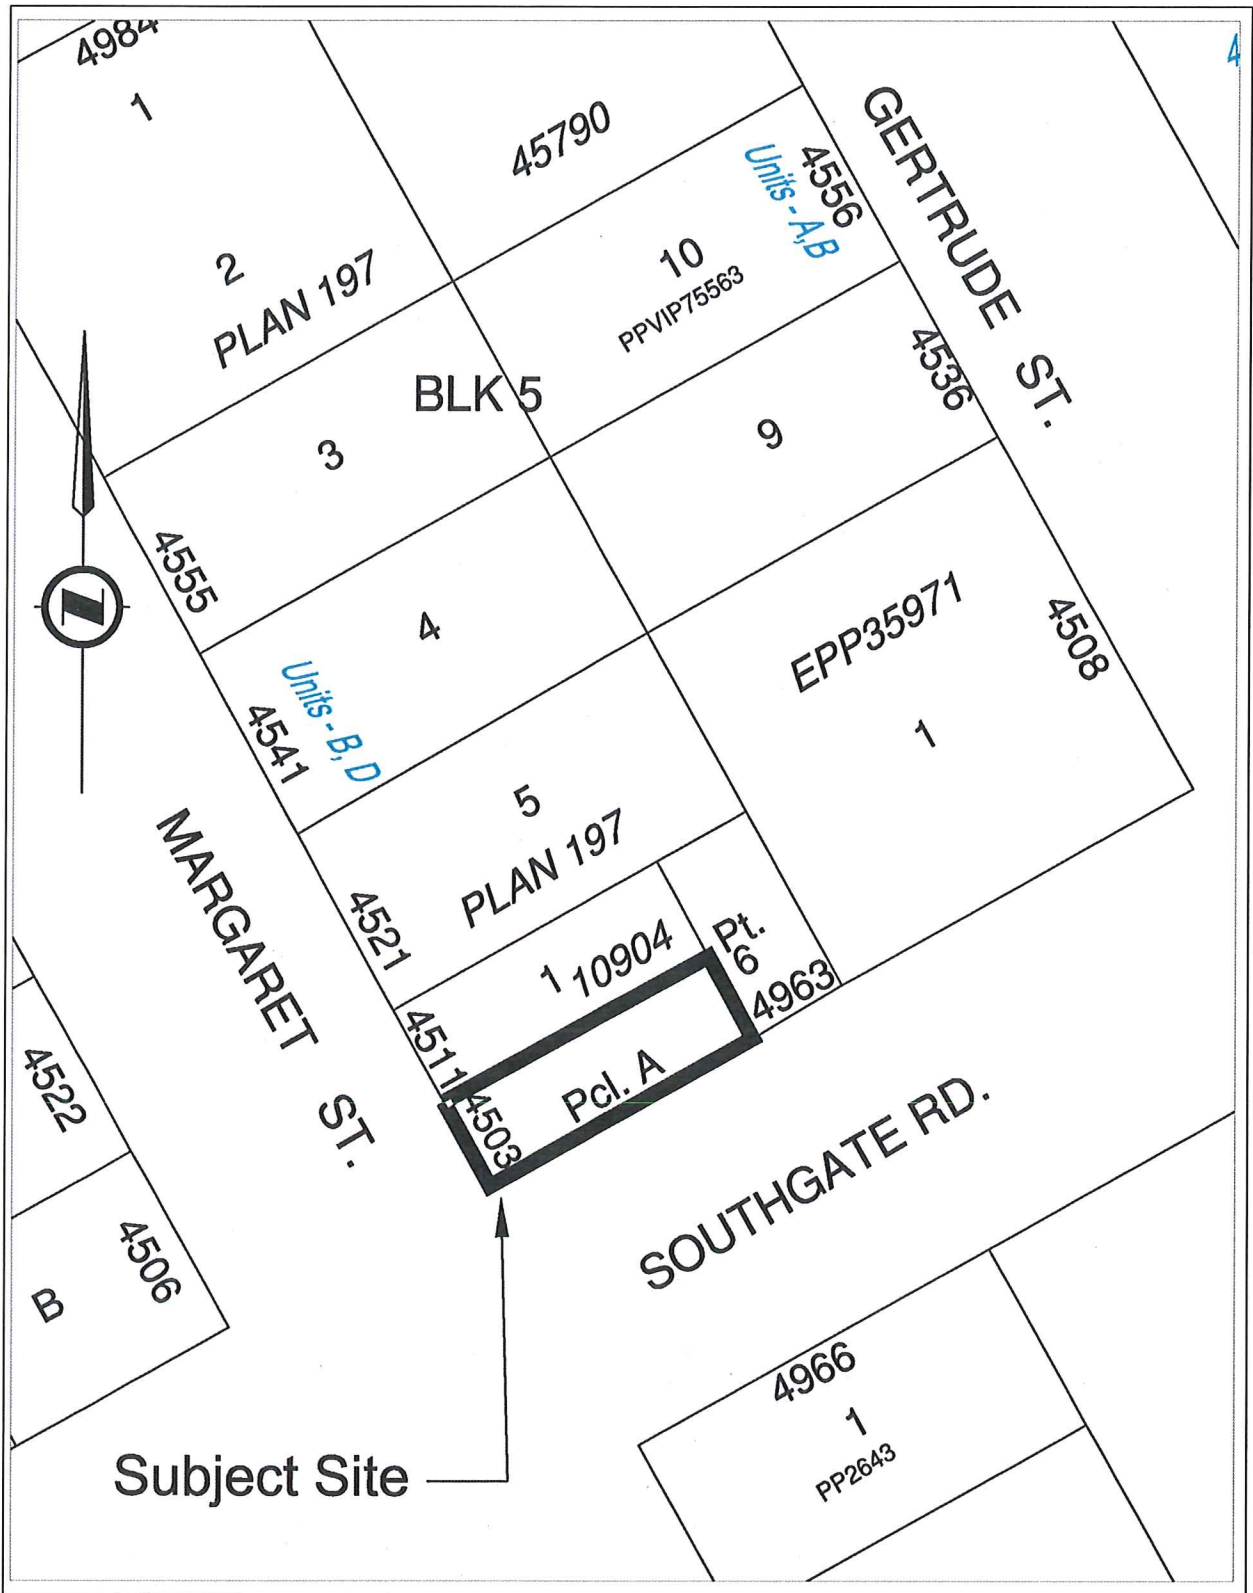 4984
1
2
PLAN 197
45790
4556
Units - A,B
10
PPVIP75563
GERTRUDE ST.
4
BLK 5
3
4536
9
4555
4
Units - B, D
4541
EPP35971
4508
1
5
PLAN 197
MARGARET ST.
4521
1 10904
Pt.
6
4963
4511
4503
Pcl. A
4522
4506
B
SOUTHGATE RD.
4966
1
PP2643
Subject Site
Z